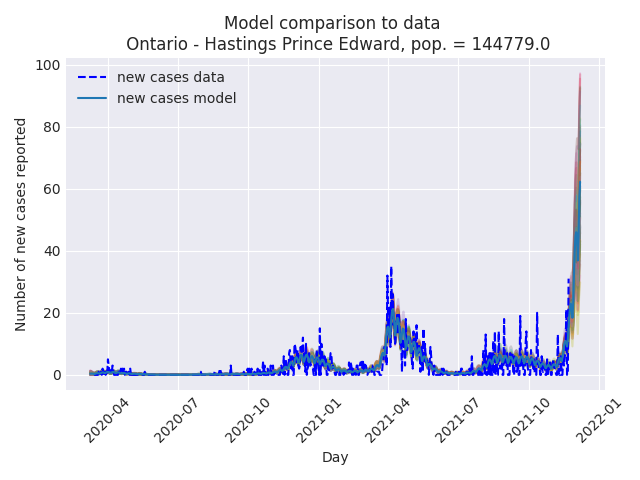 Model comparison to data
Ontario - Hastings Prince Edward, pop. = 144779.0
new cases data
new cases model
Number of new cases reported
100
80
60
40
20
0
2020-04
2020-07
2020-10
2021-01
2021-04
2021-07
2021-10
2022-01
Day